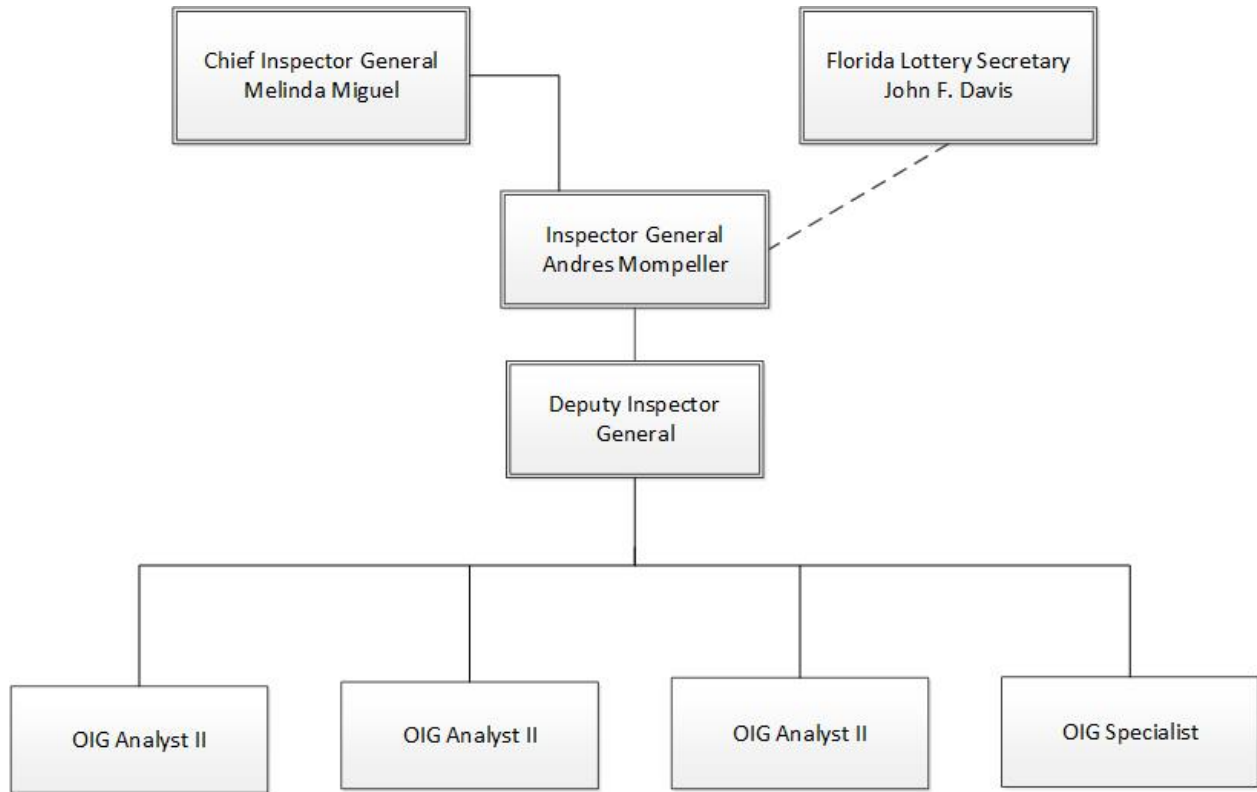 Chief Inspector General
Melinda Miguel
Florida Lottery Secretary
John F. Davis
Inspector General
Andres Mompeller
Deputy Inspector
General
OIG Analyst II
OIG Analyst II
OIG Analyst II
OIG Specialist